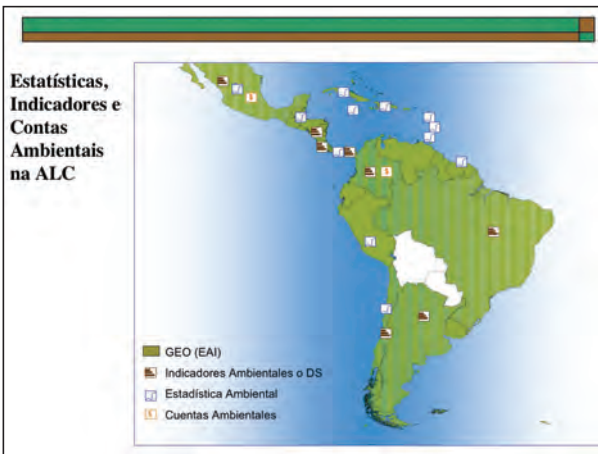 Estatísticas,
Indicadores e
Contas
Ambientais
na ALC
GEO (EAI)
Indicadores Ambientales o DS
Estadística Ambiental
Cuentas Ambientales